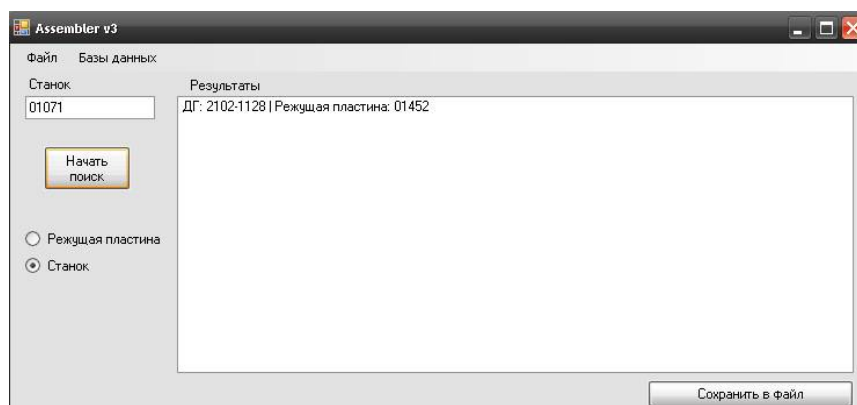 Assembler v3
Файл Базы данных
Станок
01071
Результаты
ДГ: 2102-1128 | Режущая пластина: 01452
Начать
поиск
Режущая пластина
Станок
Сохранить в файл